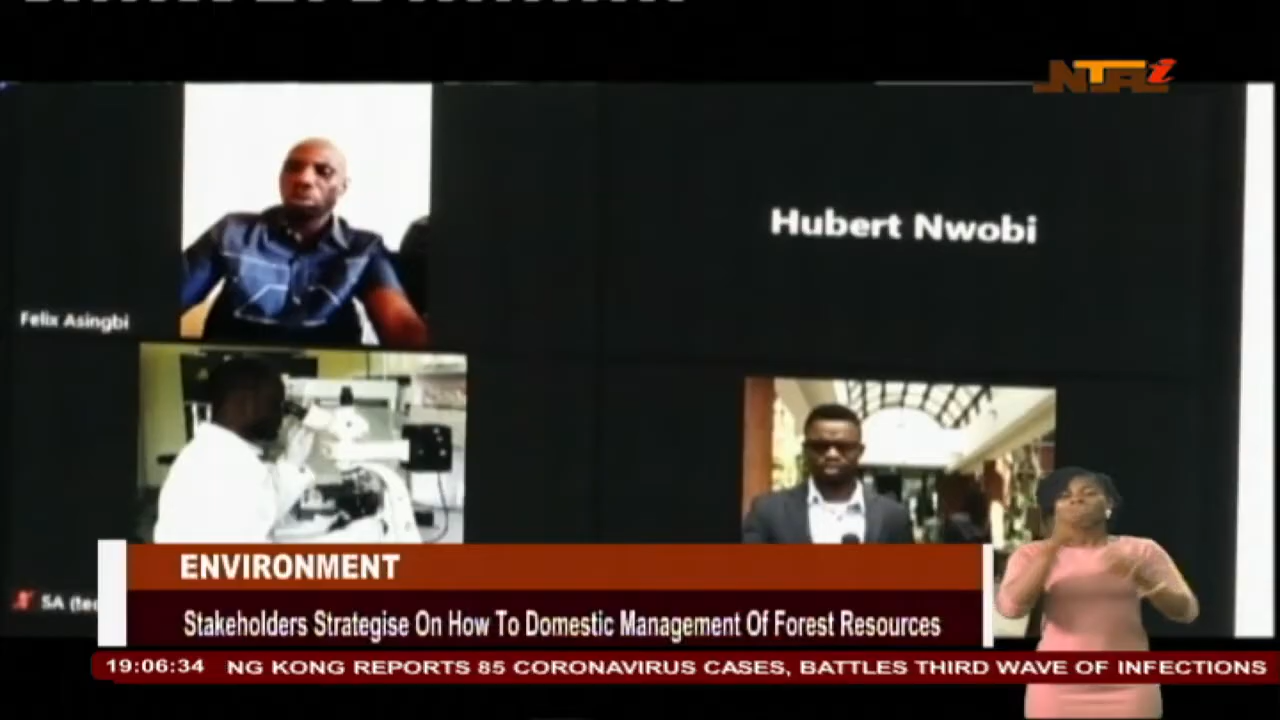 NTAi
Hubert Nwobi
Felix Asingbi
SA
ENVIRONMENT
Stakeholders Strategise On How To Domestic Management Of Forest Resources
19:06:34 NG KONG REPORTS 85 CORONAVIRUS CASES, BATTLES THIRD WAVE OF INFECTIONS